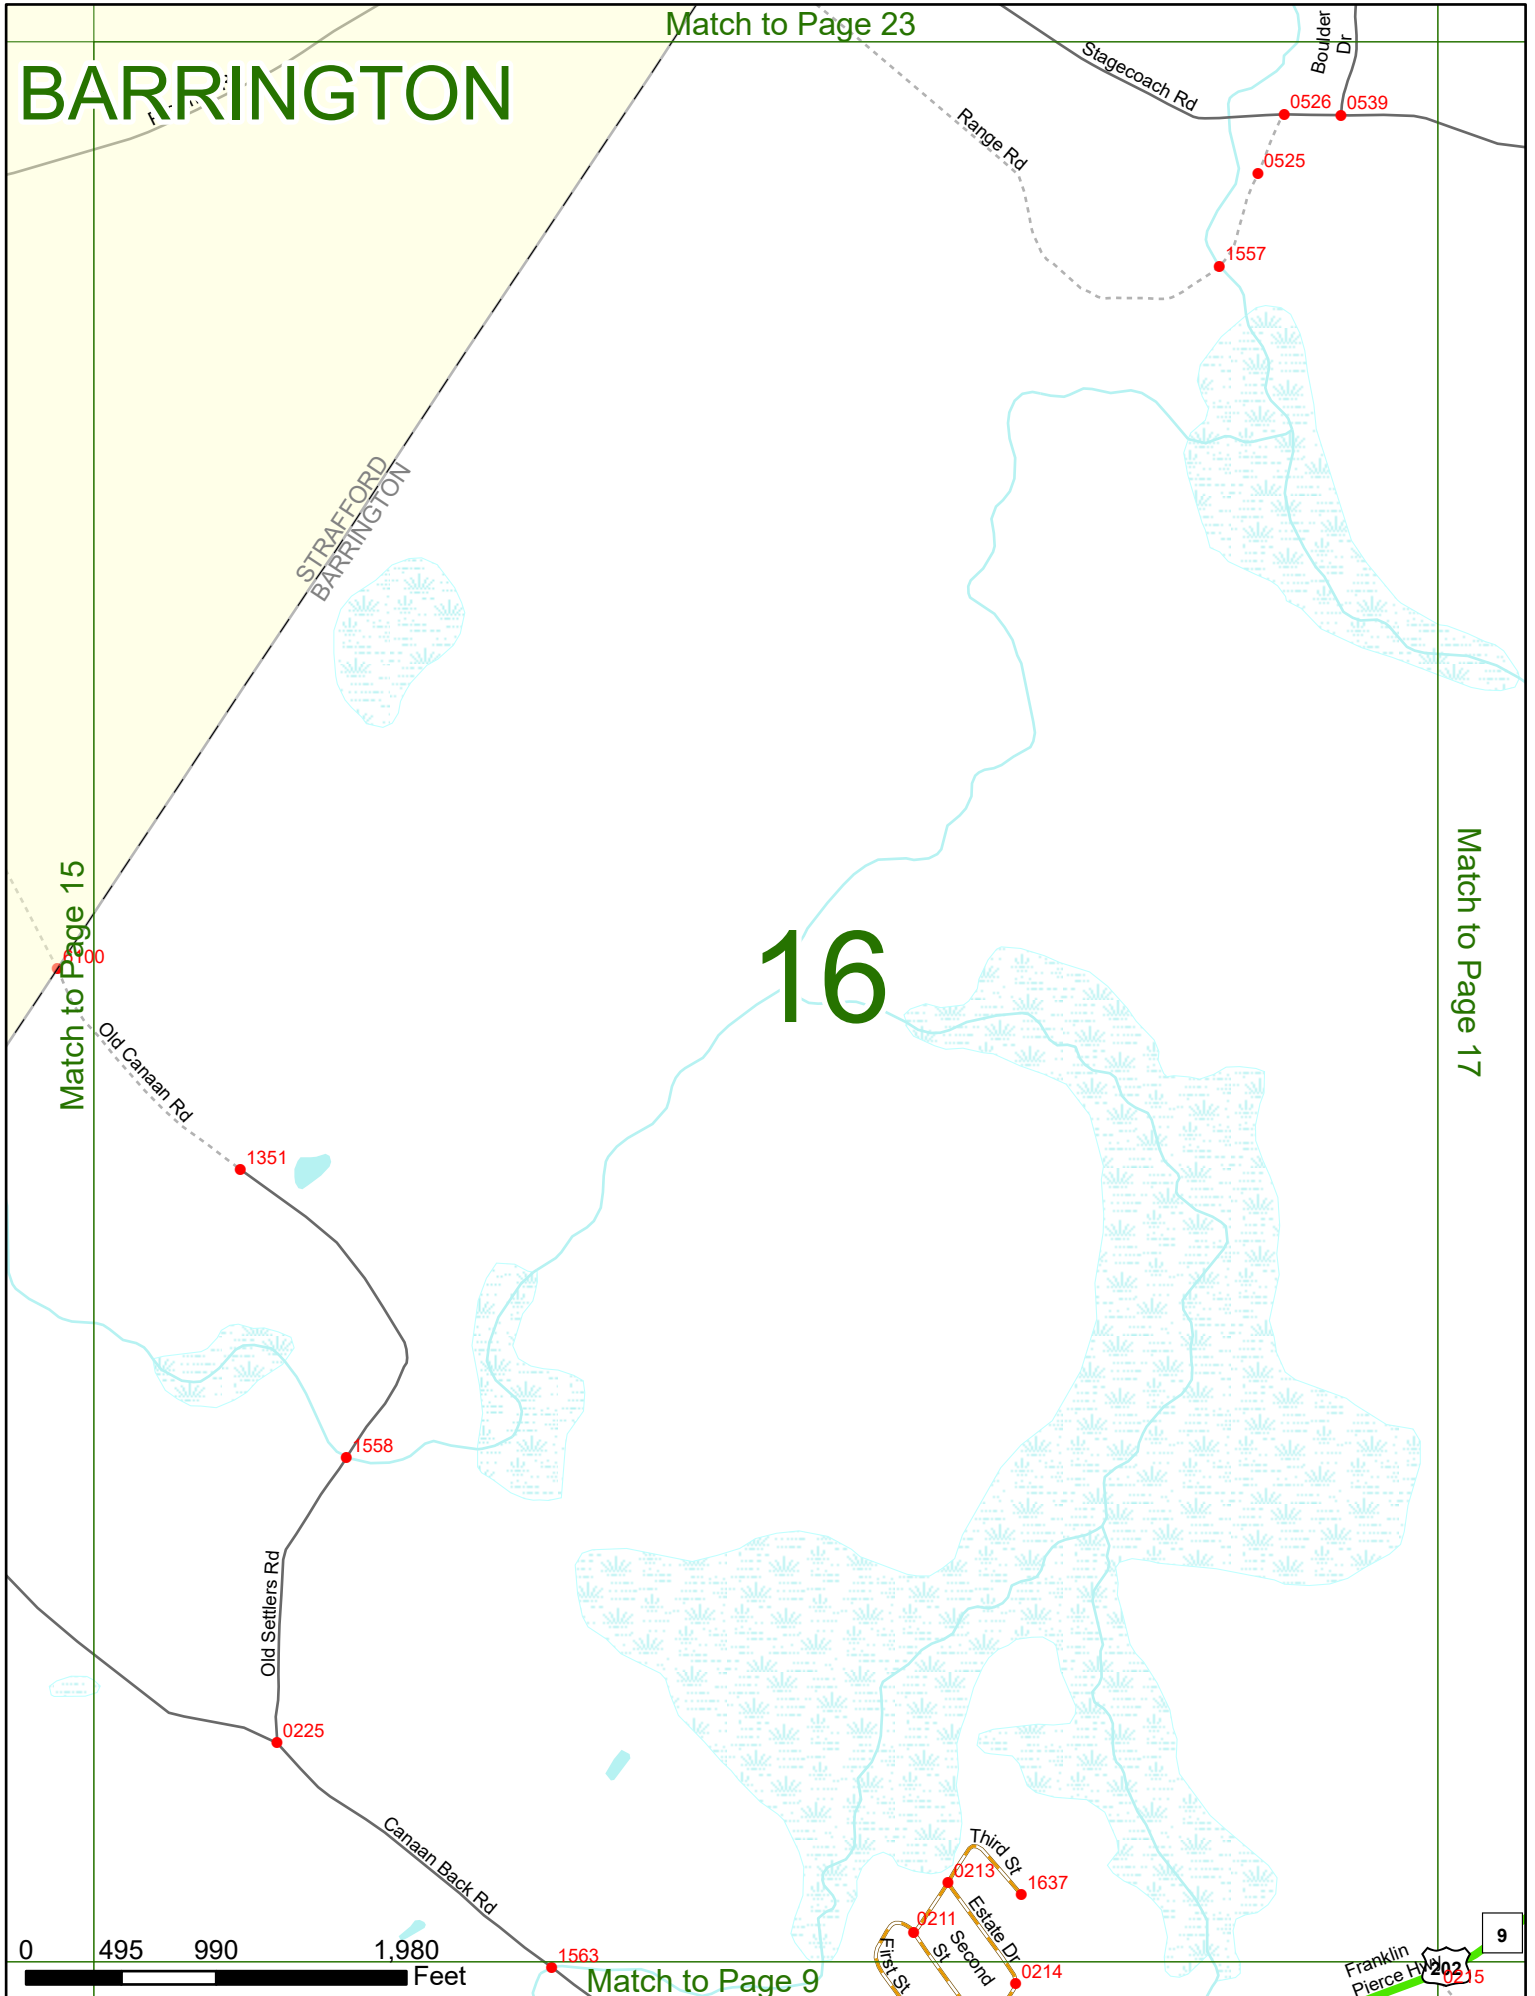 Match to Page 23
BARRINGTON
Stagecoach Rd
Boulder
Dr
0526
0539
Range Rd
0525
1557
STRAFFORD
BARRINGTON
Match to Page 15
Match to Page 17
16
0100
Old Canaan Rd
1351
1558
Old Settlers Rd
0225
Canaan Back Rd
Third St
0213
1637
Estate Dr
0211
Second
St
First St
0214
1563
9
Franklin
Pierce Hwy
202
0215
0 495 990 1,980
Feet
Match to Page 9